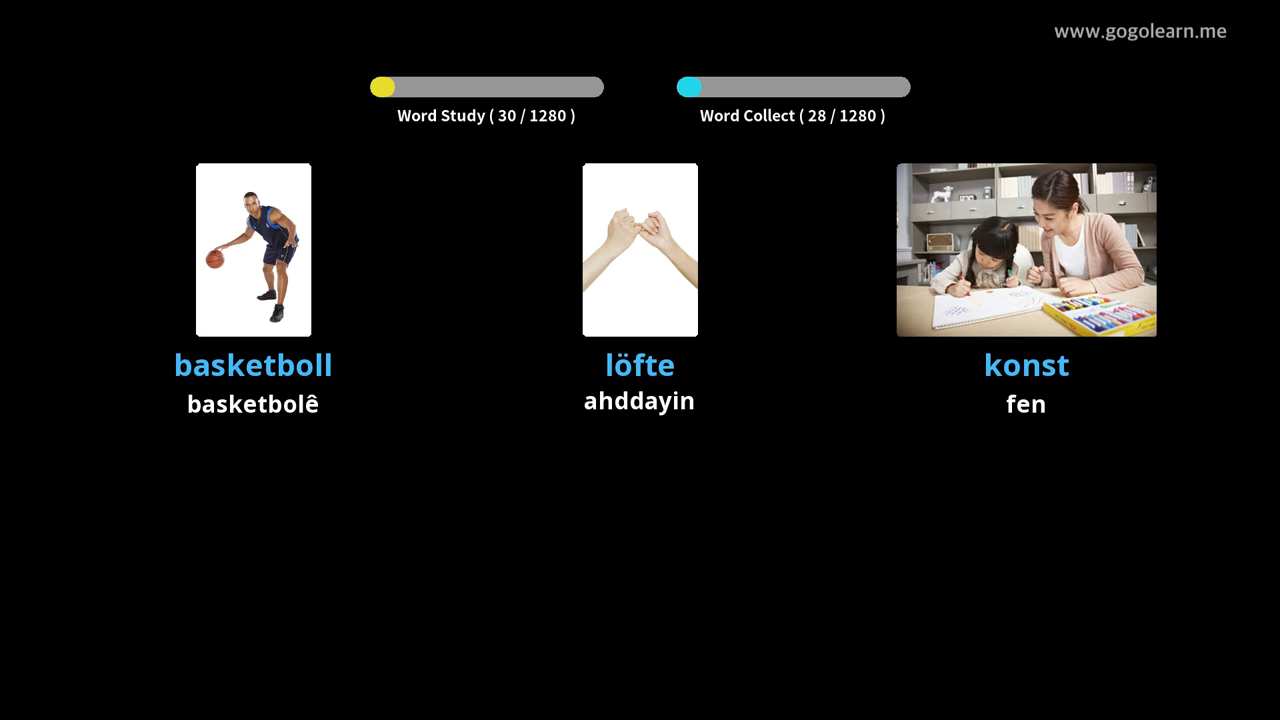 www.gogolearn.me
Word Study ( 30 / 1280 )
Word Collect ( 28 / 1280 )
basketboll
löfte
konst
basketbolê
ahddayin
fen